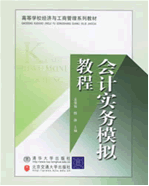 高等学校经济与工商管理系列教材
会计实务模拟
教程
清华大学出版社
北京交通大学出版社